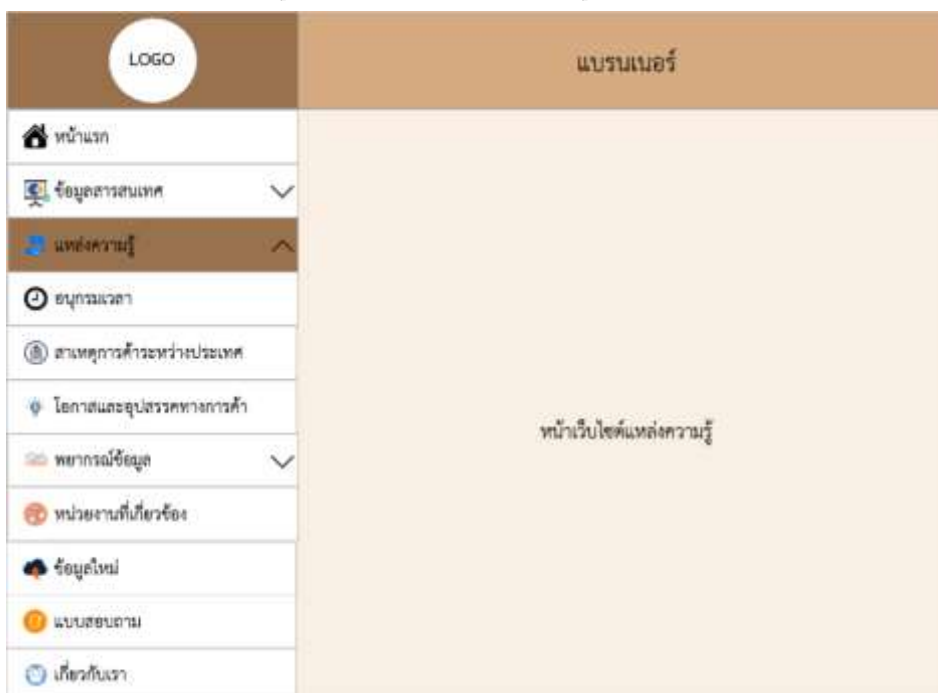 LOGO
แบรนเนอร์
หน้าแรก
ข้อมูลสารสนเทศ
แหล่งความรู้
อนุกรมเวลา
สาเหตุการค้าระหว่างประเทศ
โอกาสและอุปสรรคทางการค้า
พยากรณ์ข้อมูล
หน่วยงานที่เกี่ยวข้อง
ข้อมูลใหม่
แบบสอบถาม
เกี่ยวกับเรา
หน้าเว็บไซต์แหล่งความรู้